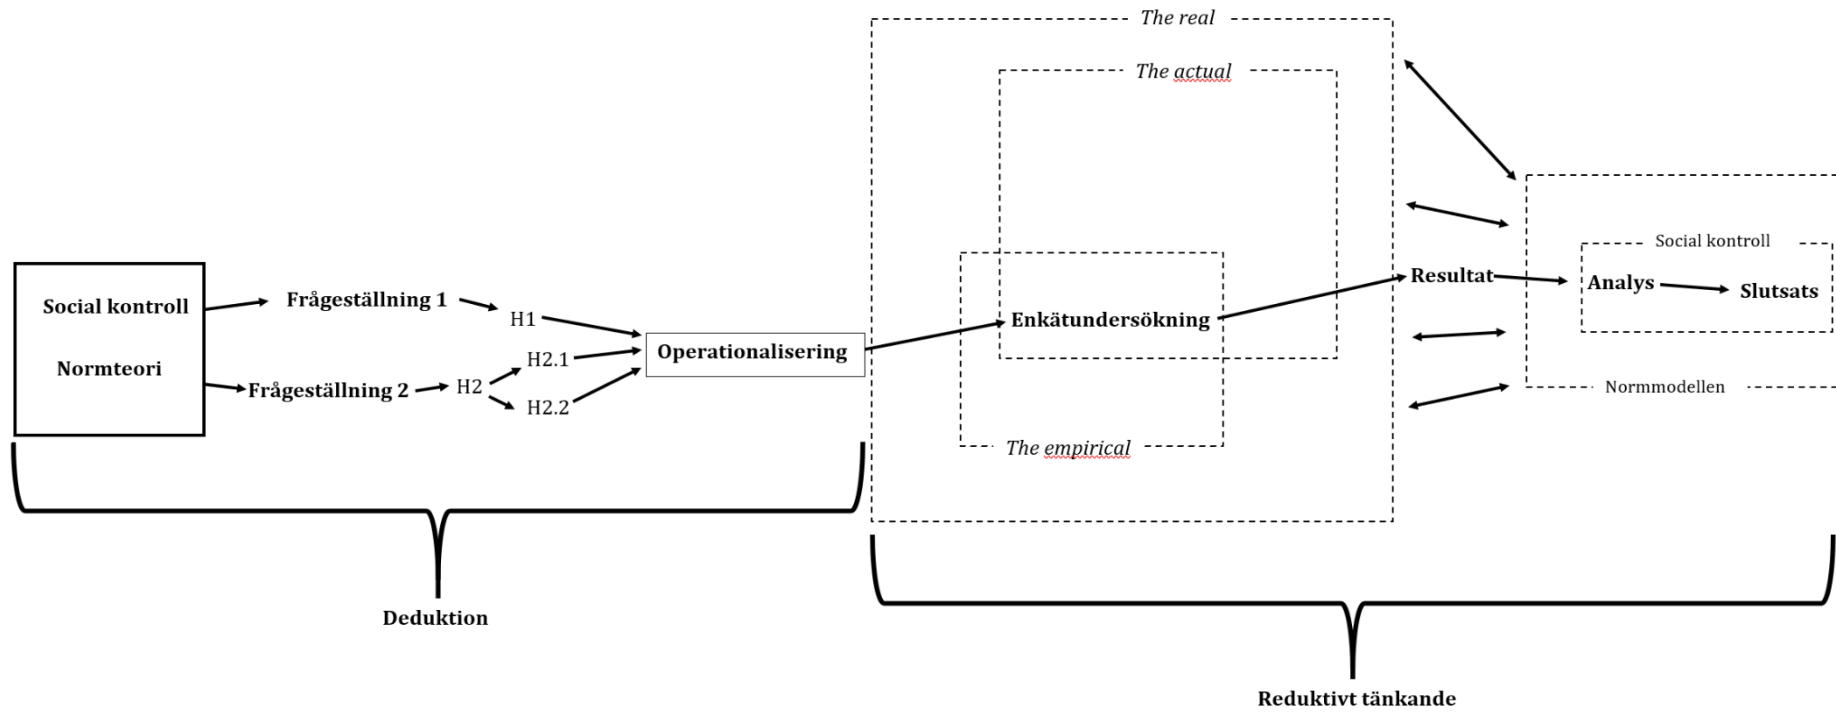 The real
The actual
Social kontroll
Normteori
Frågeställning 1
H1
Frågeställning 2
H2
H2.1
H2.2
Operationalisering
Enkätundersökning
The empirical
Resultat
Social kontroll
Analys
Slutsats
Normmodellen
Deduktion
Reduktivt tänkande